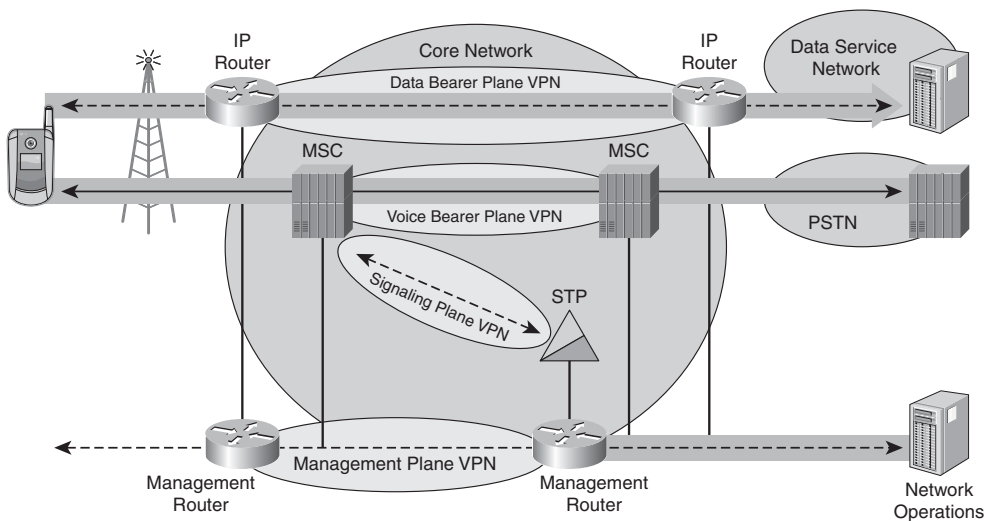 IP
Router
Core Network
IP
Router
Data Service
Network
Data Bearer Plane VPN
MSC
MSC
Voice Bearer Plane VPN
PSTN
Signaling Plane VPN
STP
Management Plane VPN
Management
Router
Management
Router
Network
Operations